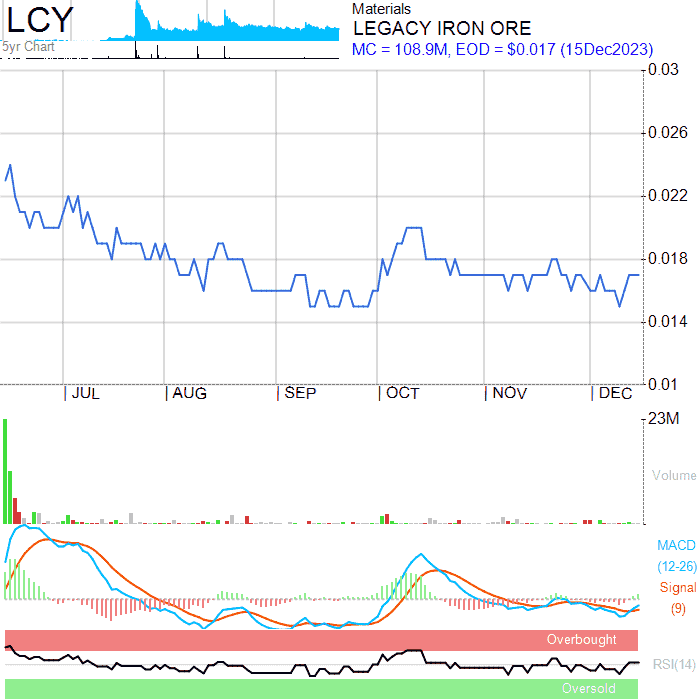 LCY
5yr Chart
Materials
LEGACY IRON ORE
MC = 108.9M, EOD = $0.017 (15Dec2023)
0.03
0.026
0.022
0.018
0.014
0.01
JUL AUG SEP OCT NOV DEC
23M
Volume
MACD
(12-26)
Signal
(9)
Overbought
RSI(14)
Oversold